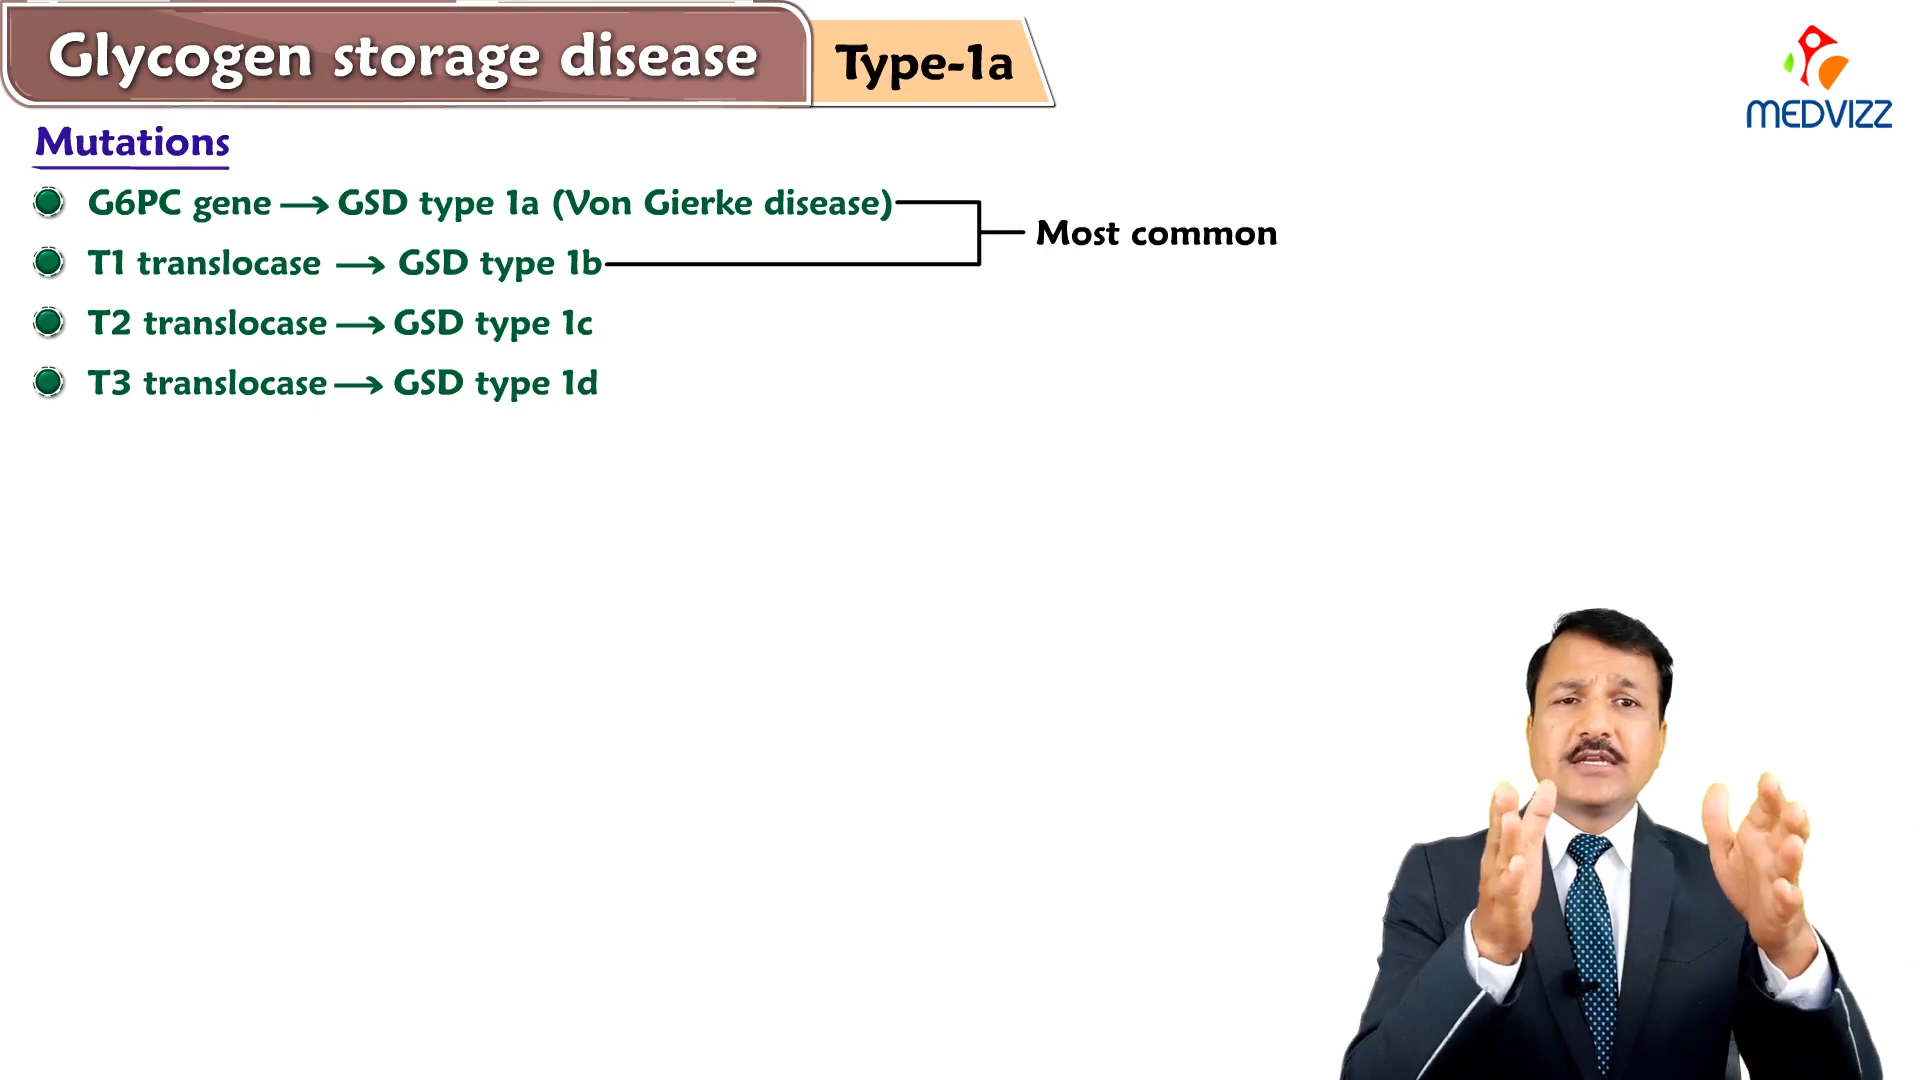 Glycogen storage disease Type-1a
MEDVIZZ
Mutations
G6PC gene → GSD type 1a (Von Gierke disease)
Most common
T1 translocase → GSD type 1b
T2 translocase → GSD type 1c
T3 translocase → GSD type 1d